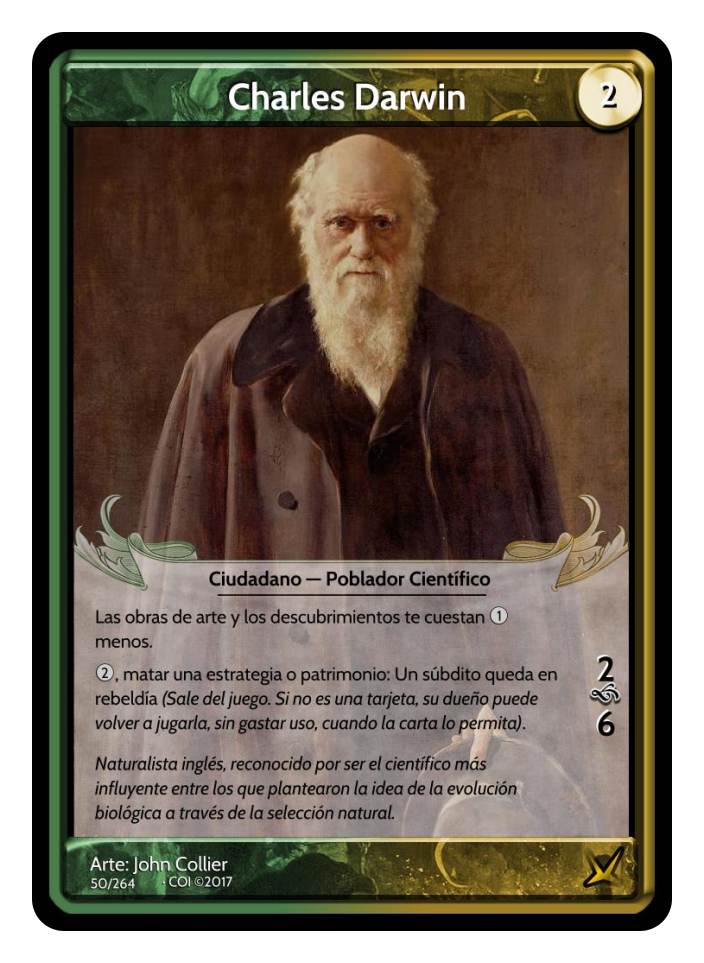 Charles Darwin
2
Ciudadano — Poblador Científico
Las obras de arte y los descubrimientos te cuestan ①
menos.
②, matar una estrategia o patrimonio: Un súbdito queda en
rebeldía (Sale del juego. Si no es una tarjeta, su dueño puede
volver a jugarla, sin gastar uso, cuando la carta lo permita).
2
6
Naturalista inglés, reconocido por ser el científico más
influyente entre los que plantearon la idea de la evolución
biológica a través de la selección natural.
Arte: John Collier
50/264 · COI ©2017